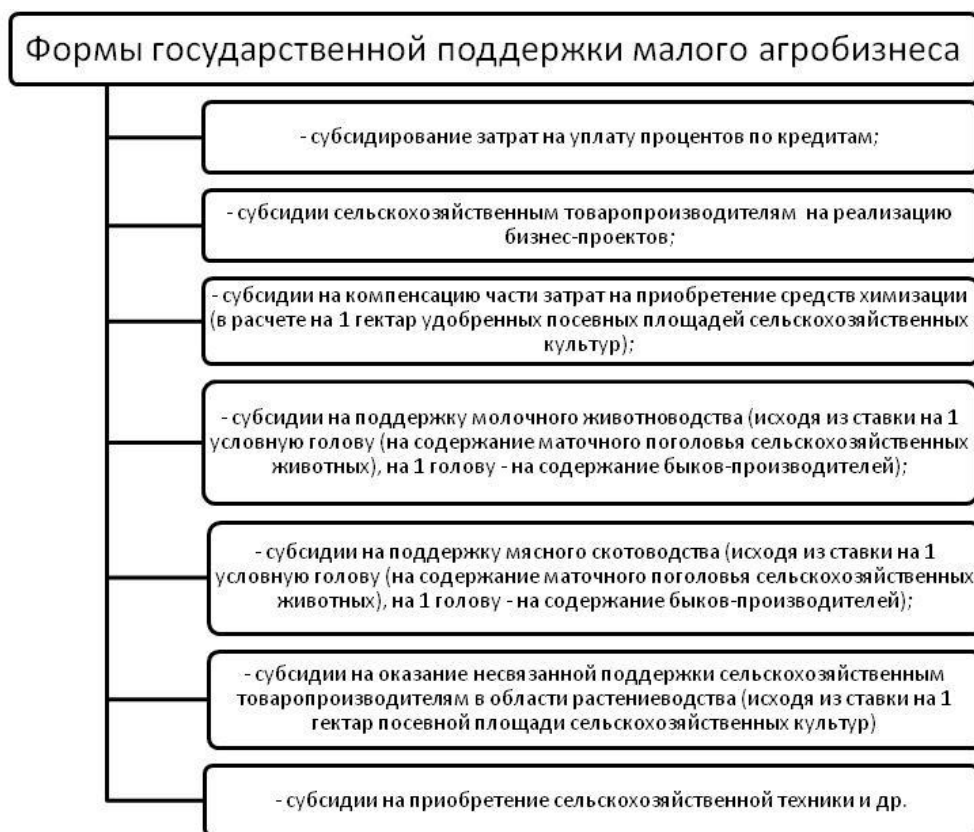 Формы государственной поддержки малого агробизнеса
- субсидирование затрат на уплату процентов по кредитам;
- субсидии сельскохозяйственным товаропроизводителям на реализацию
бизнес-проектов;
- субсидии на компенсацию части затрат на приобретение средств химизации
(в расчете на 1 гектар удобренных посевных площадей сельскохозяйственных
культур);
- субсидии на поддержку молочного животноводства (исходя из ставки на 1
условную голову (на содержание маточного поголовья сельскохозяйственных
животных), на 1 голову - на содержание быков-производителей);
- субсидии на поддержку мясного скотоводства (исходя из ставки на 1
условную голову (на содержание маточного поголовья сельскохозяйственных
животных), на 1 голову - на содержание быков-производителей);
- субсидии на оказание несвязанной поддержки сельскохозяйственным
товаропроизводителям в области растениеводства (исходя из ставки на 1
гектар посевной площади сельскохозяйственных культур)
- субсидии на приобретение сельскохозяйственной техники и др.